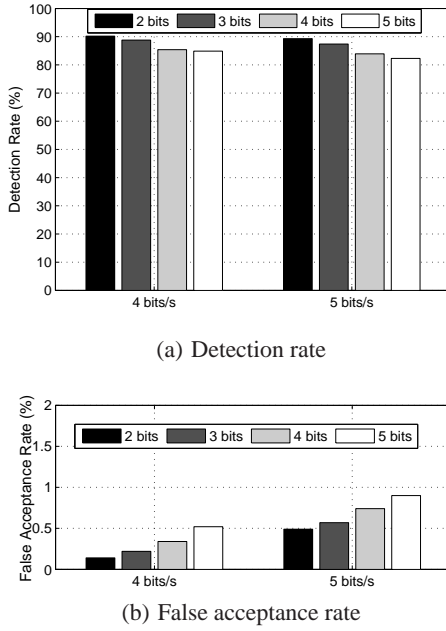 100
90
80
70
60
50
40
30
20
10
0
Detection Rate (%)
2 bits 3 bits 4 bits 5 bits
4 bits/s 5 bits/s
(a) Detection rate
2
1.5
1
0.5
0
False Acceptance Rate (%)
2 bits 3 bits 4 bits 5 bits
4 bits/s 5 bits/s
(b) False acceptance rate